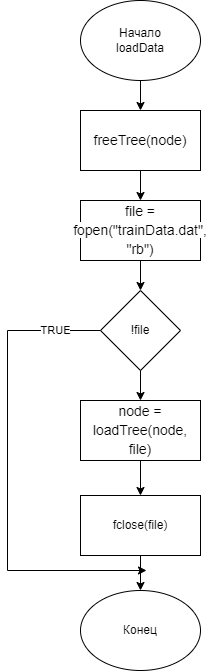 Начало
loadData
freeTree(node)
file =
fopen("trainData.dat",
"rb")
!file
TRUE
node =
loadTree(node,
file)
fclose(file)
Конец